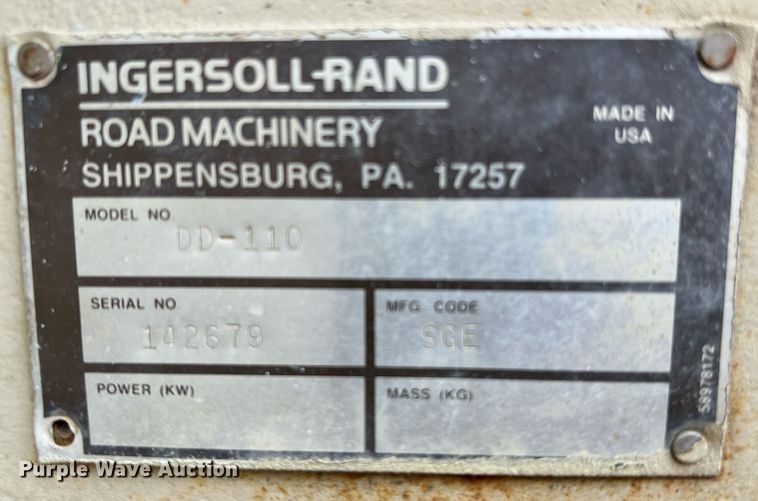 INGERSOLL-RAND
ROAD MACHINERY
MADE IN
USA
SHIPPENSBURG, PA. 17257
MODEL NO
DD-110
SERIAL NO.
142679
MFG CODE
SGE
POWER (KW)
MASS (KG)
58978172
Purple Wave Auction